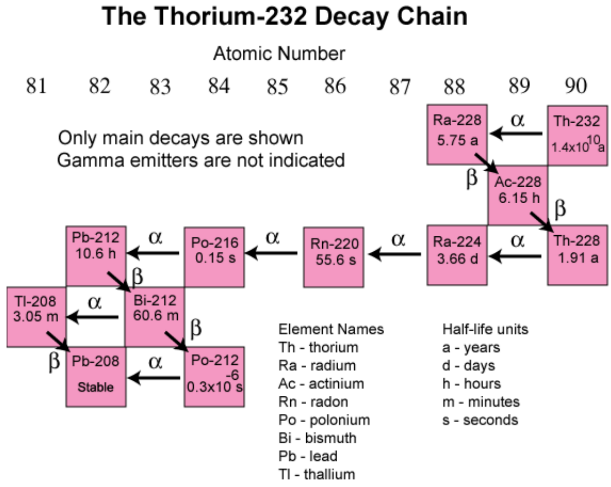 The Thorium-232 Decay Chain
Atomic Number
81 82 83 84 85 86 87 88 89 90
Only main decays are shown
Gamma emitters are not indicated
Ra-228
5.75 a
α
Th-232
1.4x10^10 a
β
Ac-228
6.15 h
β
Pb-212
10.6 h
α
Po-216
0.15 s
α
Rn-220
55.6 s
α
Ra-224
3.66 d
α
Th-228
1.91 a
β
Tl-208
3.05 m
α
Bi-212
60.6 m
β
β
Pb-208
Stable
α
Po-212
0.3x10^-6 s
Element Names
Th - thorium
Ra - radium
Ac - actinium
Rn - radon
Po - polonium
Bi - bismuth
Pb - lead
Tl - thallium
Half-life units
a - years
d - days
h - hours
m - minutes
s - seconds